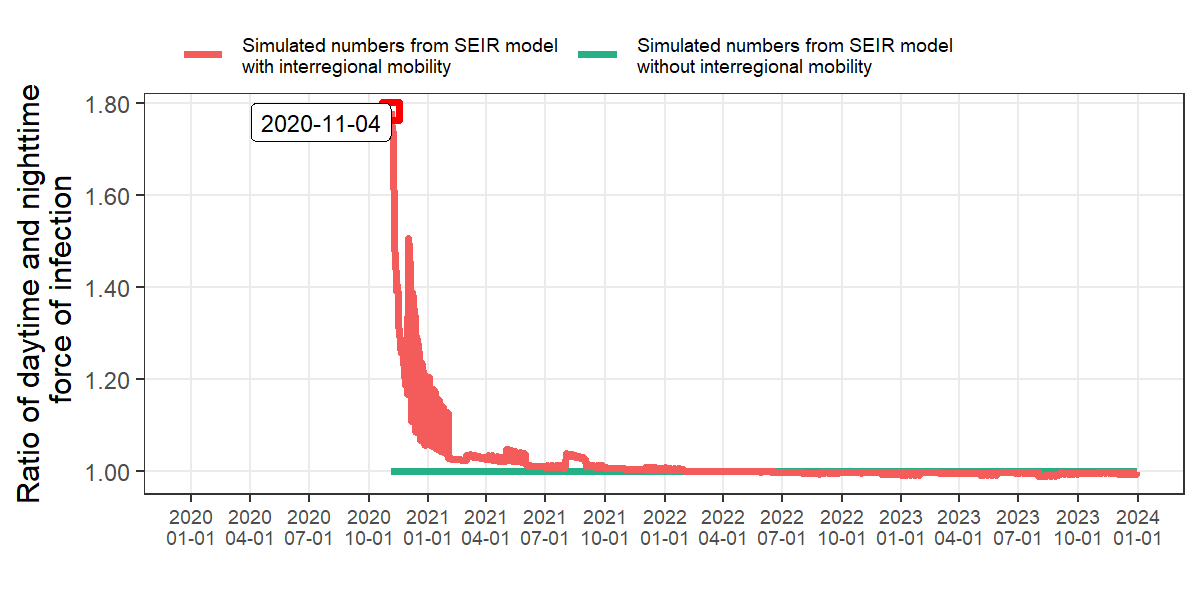 Simulated numbers from SEIR model
with interregional mobility
Simulated numbers from SEIR model
without interregional mobility
Ratio of daytime and nighttime
force of infection
1.80
1.60
1.40
1.20
1.00
2020-11-04
2020 2020 2020 2020 2021 2021 2021 2021 2022 2022 2022 2022 2023 2023 2023 2023 2024
01-01 04-01 07-01 10-01 01-01 04-01 07-01 10-01 01-01 04-01 07-01 10-01 01-01 04-01 07-01 10-01 01-01